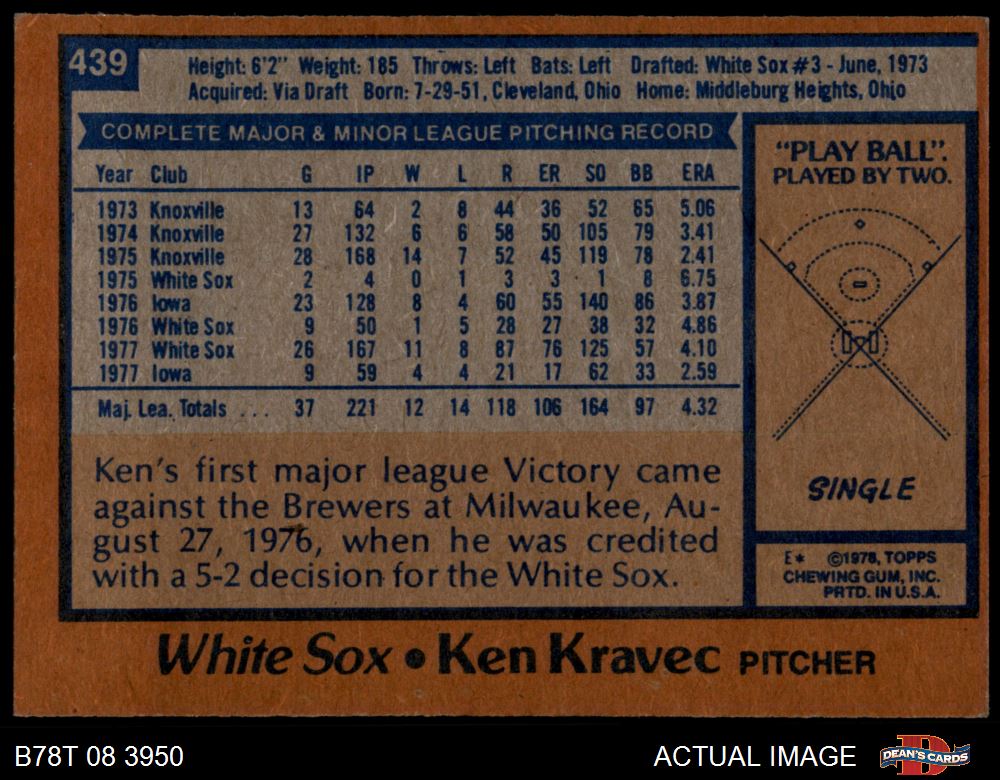 439
Height: 6'2" Weight: 185 Throws: Left Bats: Left Drafted: White Sox #3 - June, 1973
Acquired: Via Draft Born: 7-29-51, Cleveland, Ohio Home: Middleburg Heights, Ohio
COMPLETE MAJOR & MINOR LEAGUE PITCHING RECORD
Year Club G IP W L R ER SO BB ERA
1973 Knoxville 13 64 2 8 44 36 52 65 5.06
1974 Knoxville 27 132 6 6 58 50 105 79 3.41
1975 Knoxville 28 168 14 7 52 45 119 78 2.41
1975 White Sox 2 4 0 1 3 3 1 8 6.75
1976 Iowa 23 128 8 4 60 55 140 86 3.87
1976 White Sox 9 50 1 5 28 27 38 32 4.86
1977 White Sox 26 167 11 8 87 76 125 57 4.10
1977 Iowa 9 59 4 4 21 17 62 33 2.59
Maj. Lea. Totals ... 37 221 12 14 118 106 164 97 4.32
Ken's first major league Victory came
against the Brewers at Milwaukee, Au-
gust 27, 1976, when he was credited
with a 5-2 decision for the White Sox.
"PLAY BALL".
PLAYED BY TWO.
SINGLE
E* ©1978, TOPPS
CHEWING GUM, INC.
PRTD. IN U.S.A.
White Sox • Ken Kravec PITCHER
B78T 08 3950
ACTUAL IMAGE
D
DEAN'S CARDS